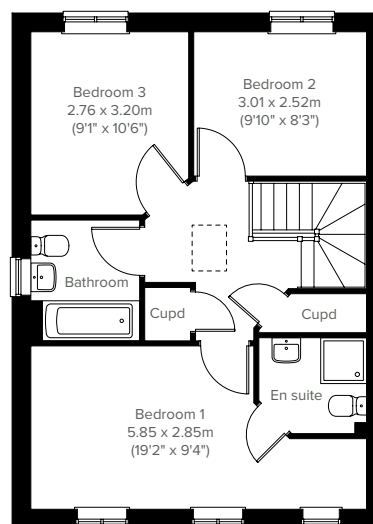 Bedroom 3
2.76 x 3.20m
(9'1" x 10'6")
Bedroom 2
3.01 x 2.52m
(9'10" x 8'3")
Bathroom
Cupd
Cupd
En suite
Bedroom 1
5.85 x 2.85m
(19'2" x 9'4")